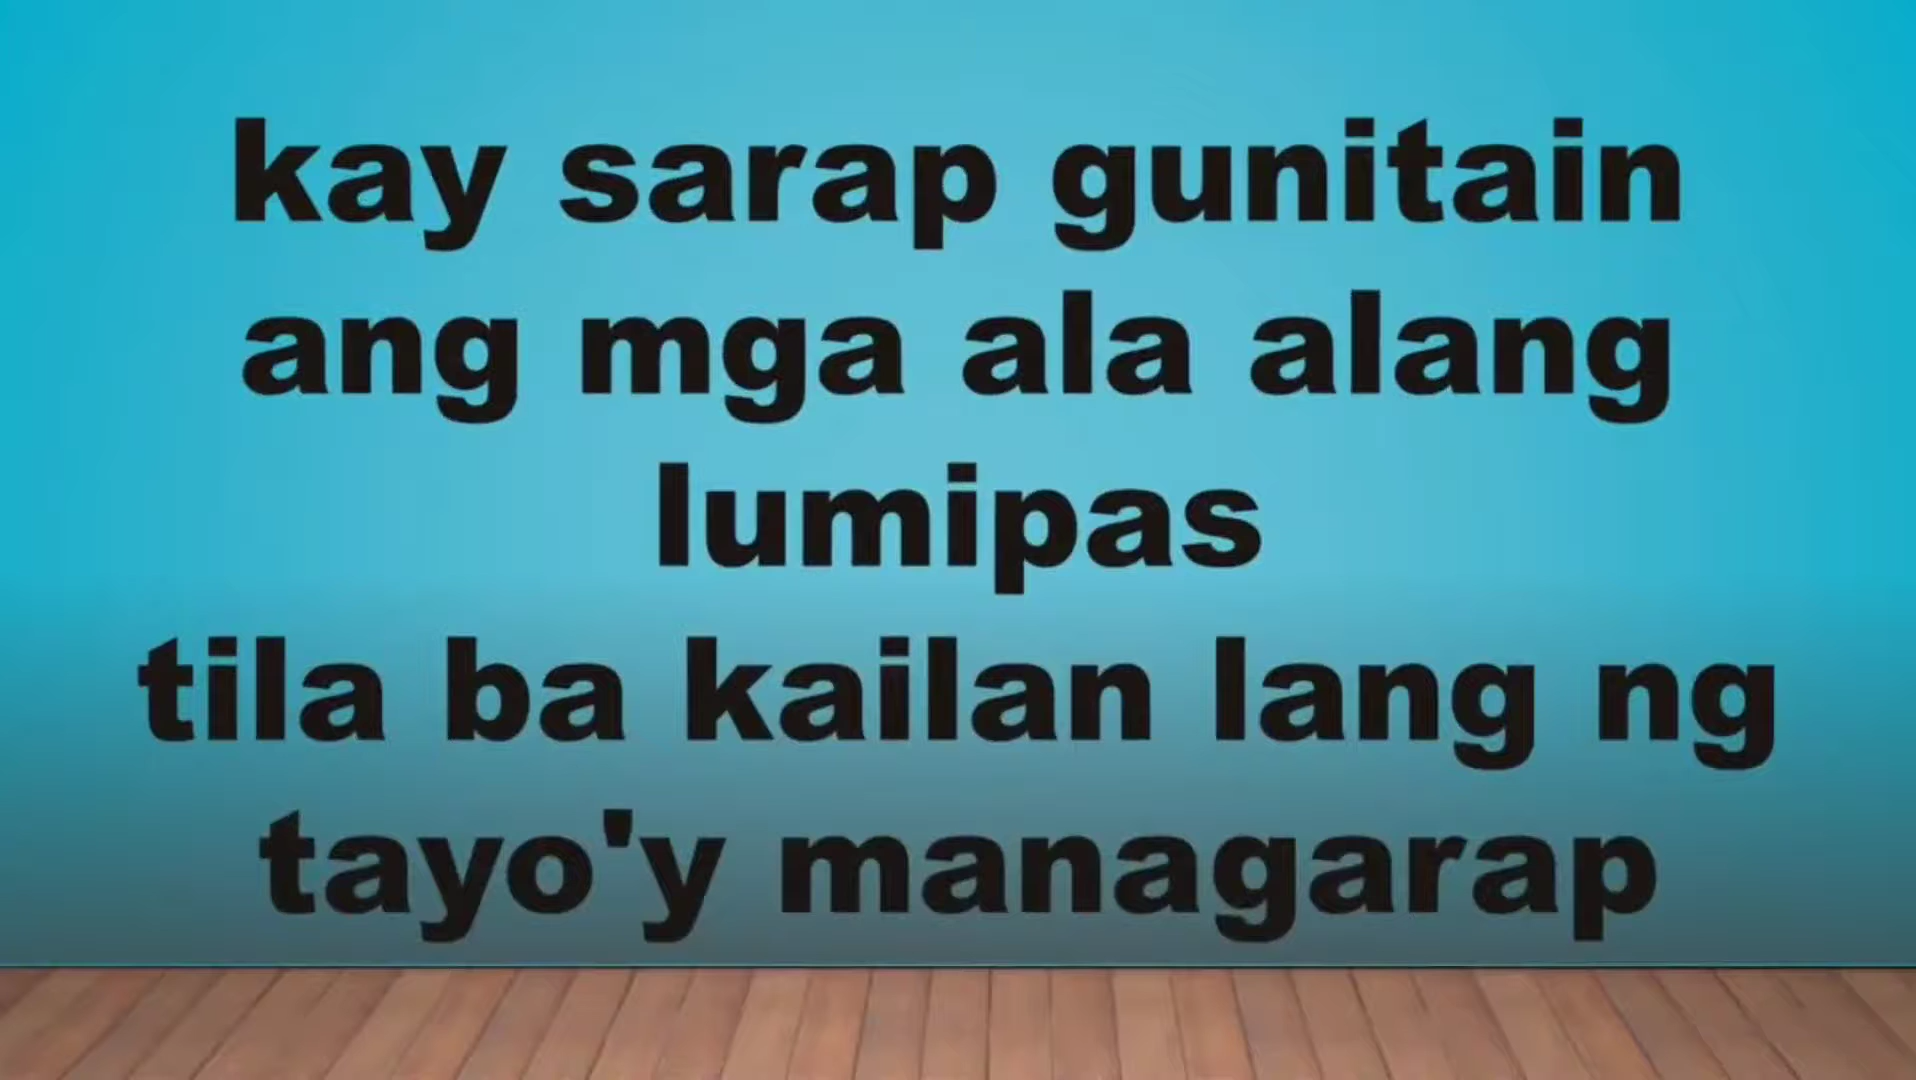 kay sarap gunitain
ang mga ala alang
lumipas
tila ba kailan lang ng
tayo'y managarap